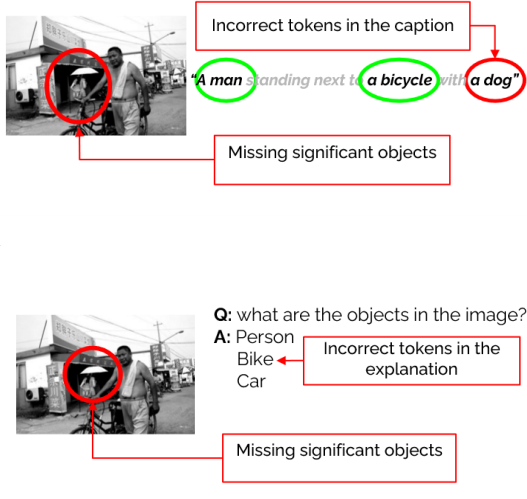 Incorrect tokens in the caption
“A man standing next to a bicycle with a dog”
Missing significant objects
Q: what are the objects in the image?
A: Person
Bike
Car
Incorrect tokens in the
explanation
Missing significant objects